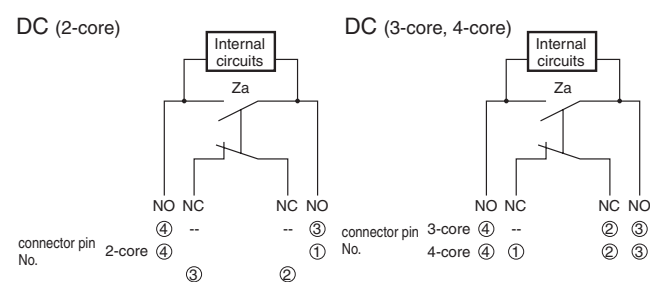 DC (2-core)
DC (3-core, 4-core)
Internal circuits
Internal circuits
Za
Za
NO NC NC NO
NO NC NC NO
④ -- -- ③
connector pin No. 2-core ④ ①
③ ②
connector pin No.
3-core ④ -- ② ③
4-core ④ ① ② ③